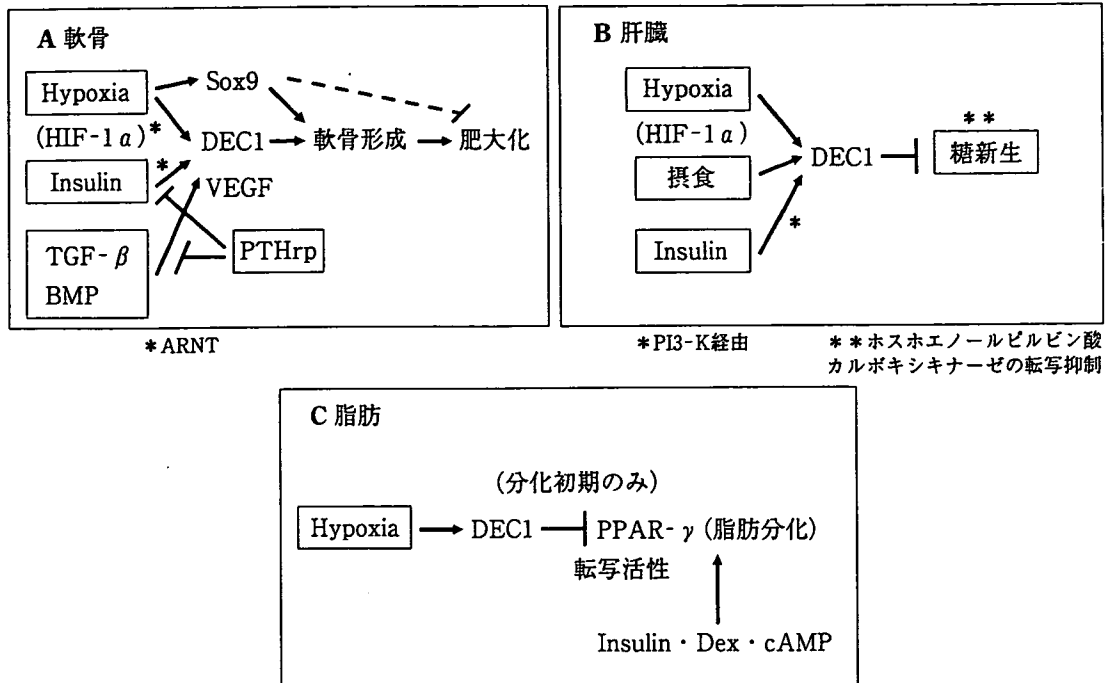 A 軟骨
Hypoxia
Sox9
(HIF-1α)*
DEC1
軟骨形成
肥大化
*
Insulin
VEGF
TGF-β
BMP
PTHrp
*ARNT
B 肝臓
Hypoxia
(HIF-1α)
摂食
DEC1
**
糖新生
*
Insulin
*PI3-K経由
**ホスホエノールピルビン酸
カルボキシキナーゼの転写抑制
C 脂肪
(分化初期のみ)
Hypoxia
DEC1
PPAR-γ(脂肪分化)
転写活性
Insulin・Dex・cAMP